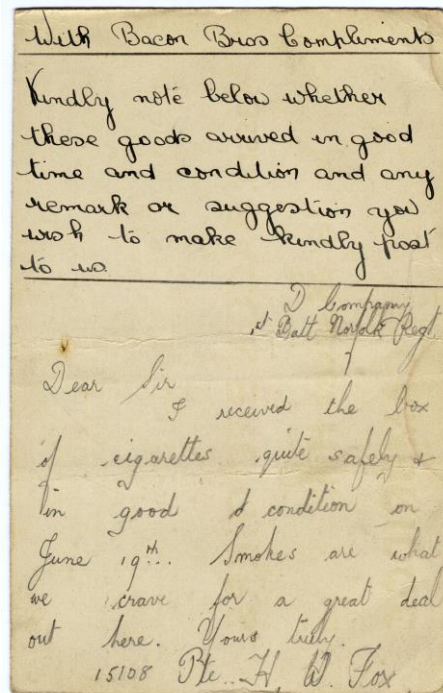 With Bacon Bros Compliments
Kindly note below whether
these goods arrived in good
time and condition and any
remark or suggestion you
wish to make kindly post
to us.
D Company
1st Batt Norfolk Regt.
Dear Sir
I received the box
of cigarettes quite safely &
in good & condition on
June 19th.. Smokes are what
we crave for a great deal
out here. Yours truly.
15108 Pte. H. W. Fox